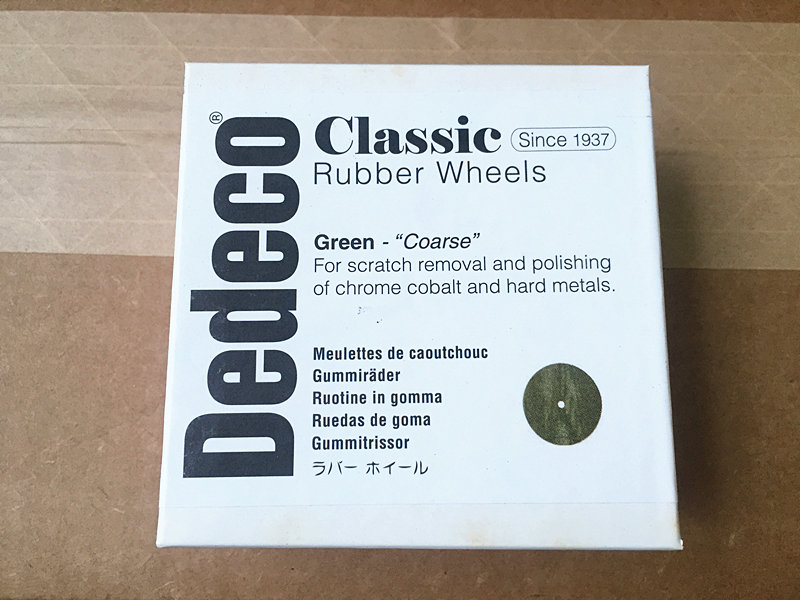 Dedeco®
Classic Since 1937
Rubber Wheels
Green - “Coarse”
For scratch removal and polishing
of chrome cobalt and hard metals.
Meulettes de caoutchouc
Gummiräder
Ruotine in gomma
Ruedas de goma
Gummitrissor
ラバー ホイール